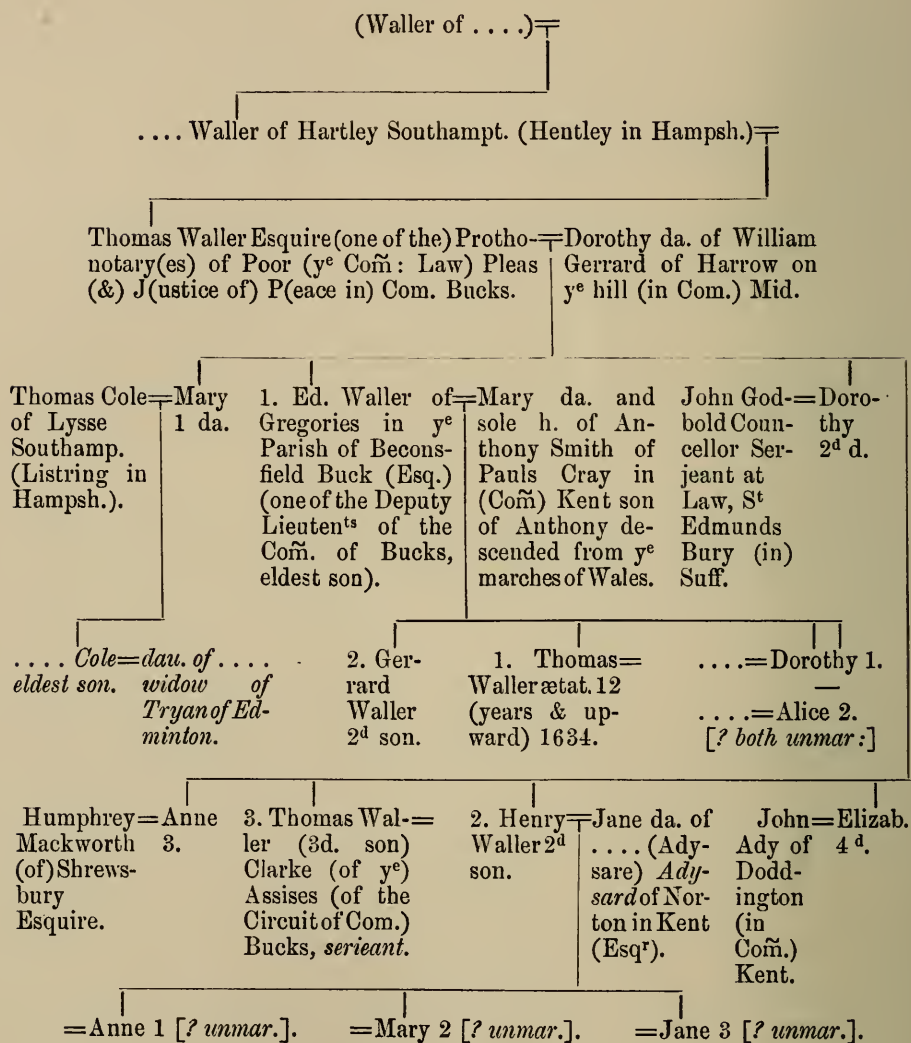 (Waller of . . . .)=
. . . . Waller of Hartley Southampt. (Hentley in Hampsh.)=
Thomas Waller Esquire (one of the) Protho-
notary(es) of Poor (yᵉ Com̃ : Law) Pleas
(&) J(ustice of) P(eace in) Com. Bucks.
=Dorothy da. of William
Gerrard of Harrow on
yᵉ hill (in Com.) Mid.
Thomas Cole
of Lysse
Southamp.
(Listring in
Hampsh.).
=Mary
1 da.
1. Ed. Waller of
Gregories in yᵉ
Parish of Becons-
field Buck (Esq.)
(one of the Deputy
Lieutenᵗˢ of the
Com̃. of Bucks,
eldest son).
=Mary da. and
sole h. of An-
thony Smith of
Pauls Cray in
(Com̃) Kent son
of Anthony de-
scended from yᵉ
marches of Wales.
John God-
bold Coun-
cellor Ser-
jeant at
Law, Sᵗ
Edmunds
Bury (in)
Suff.
=Doro-
thy
2ᵈ d.
. . . . Cole=
eldest son.
dau. of . . . .
widow of
Tryan of Ed-
minton.
2. Ger-
rard
Waller
2ᵈ son.
1. Thomas=
Waller ætat. 12
(years & up-
ward) 1634.
. . . .=Dorothy 1.
—
. . . .=Alice 2.
[? both unmar :]
Humphrey
Mackworth
(of) Shrews-
bury
Esquire.
=Anne
3.
3. Thomas Wal-=
ler (3d. son)
Clarke (of yᵉ)
Assises (of the
Circuit of Com.)
Bucks, serieant.
2. Henry
Waller 2ᵈ
son.
=Jane da. of
. . . . (Ady-
sare) Ady-
sard of Nor-
ton in Kent
(Esqʳ).
John
Ady of
Dodd-
ington
(in
Com̃.)
Kent.
=Elizab.
4ᵈ.
=Anne 1 [? unmar.]. =Mary 2 [? unmar.]. =Jane 3 [? unmar.].